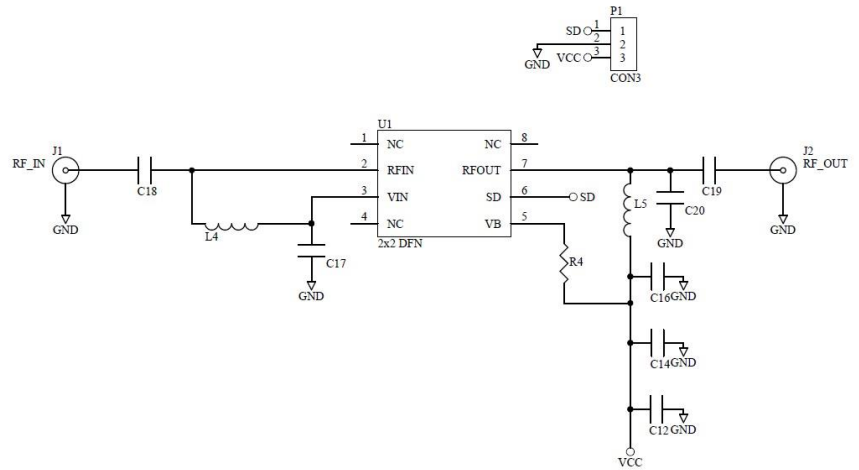 P1
SD 1 1
2 2
GND
VCC 3 3
CON3
U1
J1
RF_IN
C18
GND
1 NC
NC 8
2 RFIN
RFOUT 7
3 VIN
SD 6 SD
4 NC
VB 5
2x2 DFN
L4
C17
GND
J2
RF_OUT
C19
L5
C20
GND
GND
R4
C16 GND
C14 GND
C12 GND
VCC